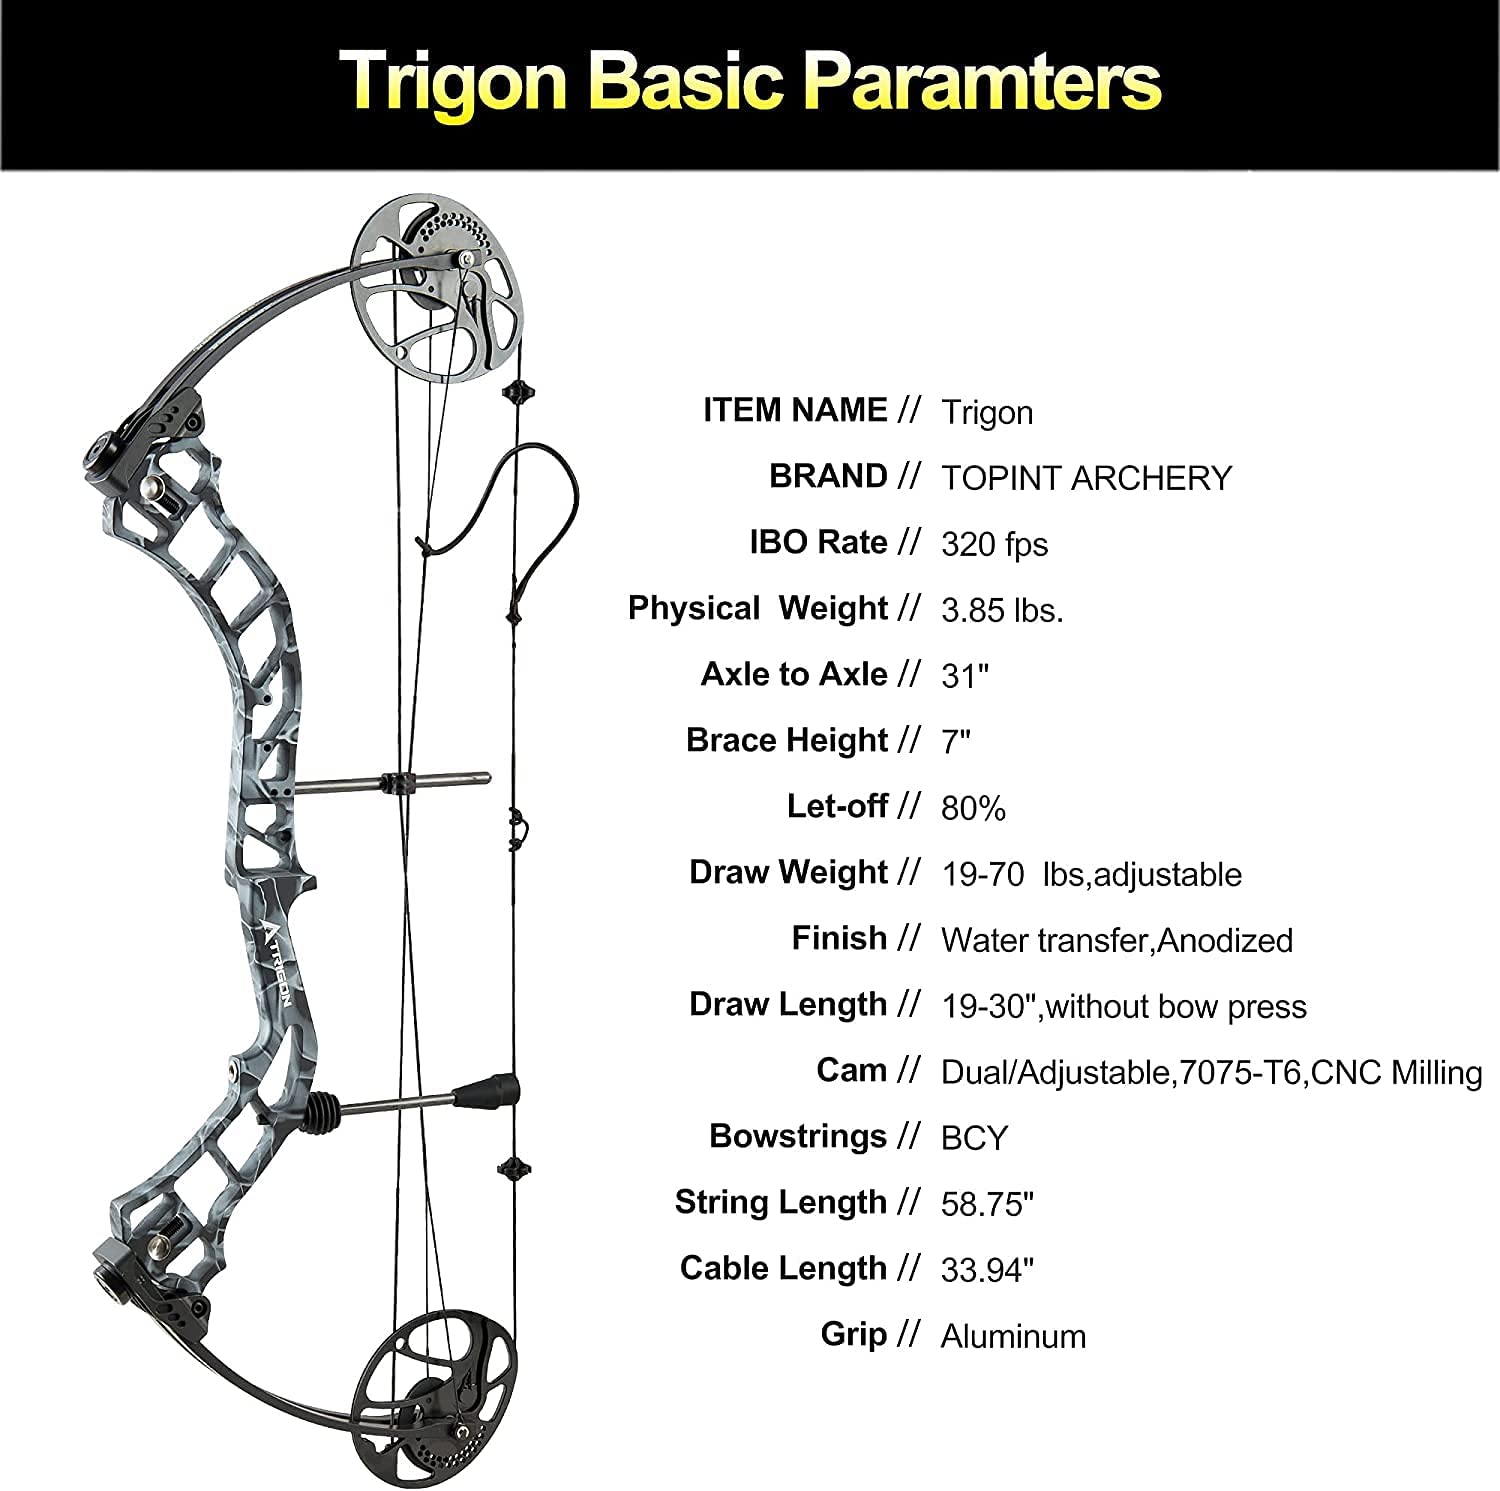 Trigon Basic Paramters
ITEM NAME // Trigon
BRAND // TOPINT ARCHERY
IBO Rate // 320 fps
Physical Weight // 3.85 lbs.
Axle to Axle // 31"
Brace Height // 7"
Let-off // 80%
Draw Weight // 19-70 lbs,adjustable
Finish // Water transfer,Anodized
Draw Length // 19-30",without bow press
Cam // Dual/Adjustable,7075-T6,CNC Milling
Bowstrings // BCY
String Length // 58.75"
Cable Length // 33.94"
Grip // Aluminum
TRIGON